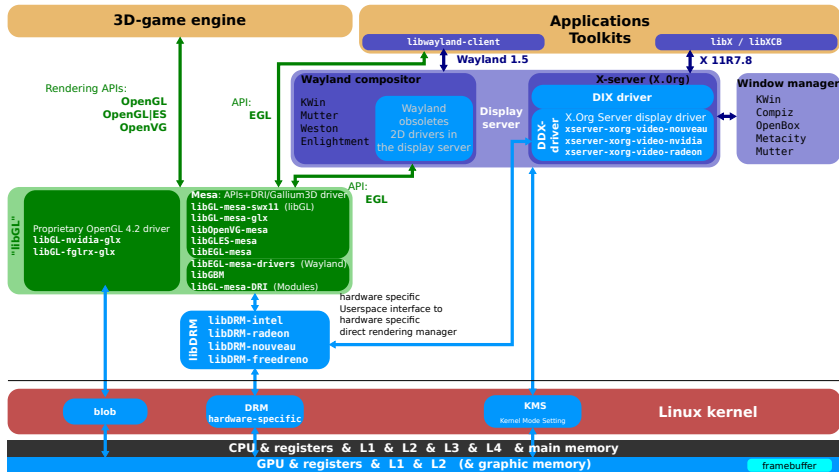 3D-game engine
Applications
Toolkits
libwayland-client
libX / libXCB
Wayland 1.5
X 11R7.8
Rendering APIs:
OpenGL
OpenGL|ES
OpenVG
API:
EGL
Wayland compositor
KWin
Mutter
Weston
Enlightment
Wayland
obsoletes
2D drivers in
the display server
Display
server
X-server (X.Org)
DIX driver
DDX-
driver
X.Org Server display driver
xserver-xorg-video-nouveau
xserver-xorg-video-nvidia
xserver-xorg-video-radeon
Window manager
KWin
Compiz
OpenBox
Metacity
Mutter
API:
EGL
"libGL"
Proprietary OpenGL 4.2 driver
libGL-nvidia-glx
libGL-fglrx-glx
Mesa: APIs+DRI/Gallium3D driver
libGL-mesa-swx11 (libGL)
libGL-mesa-glx
libOpenVG-mesa
libGLES-mesa
libEGL-mesa
libEGL-mesa-drivers (Wayland)
libGBM
libGL-mesa-DRI (Modules)
libDRM
libDRM-intel
libDRM-radeon
libDRM-nouveau
libDRM-freedreno
hardware specific
Userspace interface to
hardware specific
direct rendering manager
blob
DRM
hardware-specific
KMS
Kernel Mode Setting
Linux kernel
CPU & registers & L1 & L2 & L3 & L4 & main memory
GPU & registers & L1 & L2 (& graphic memory)
framebuffer